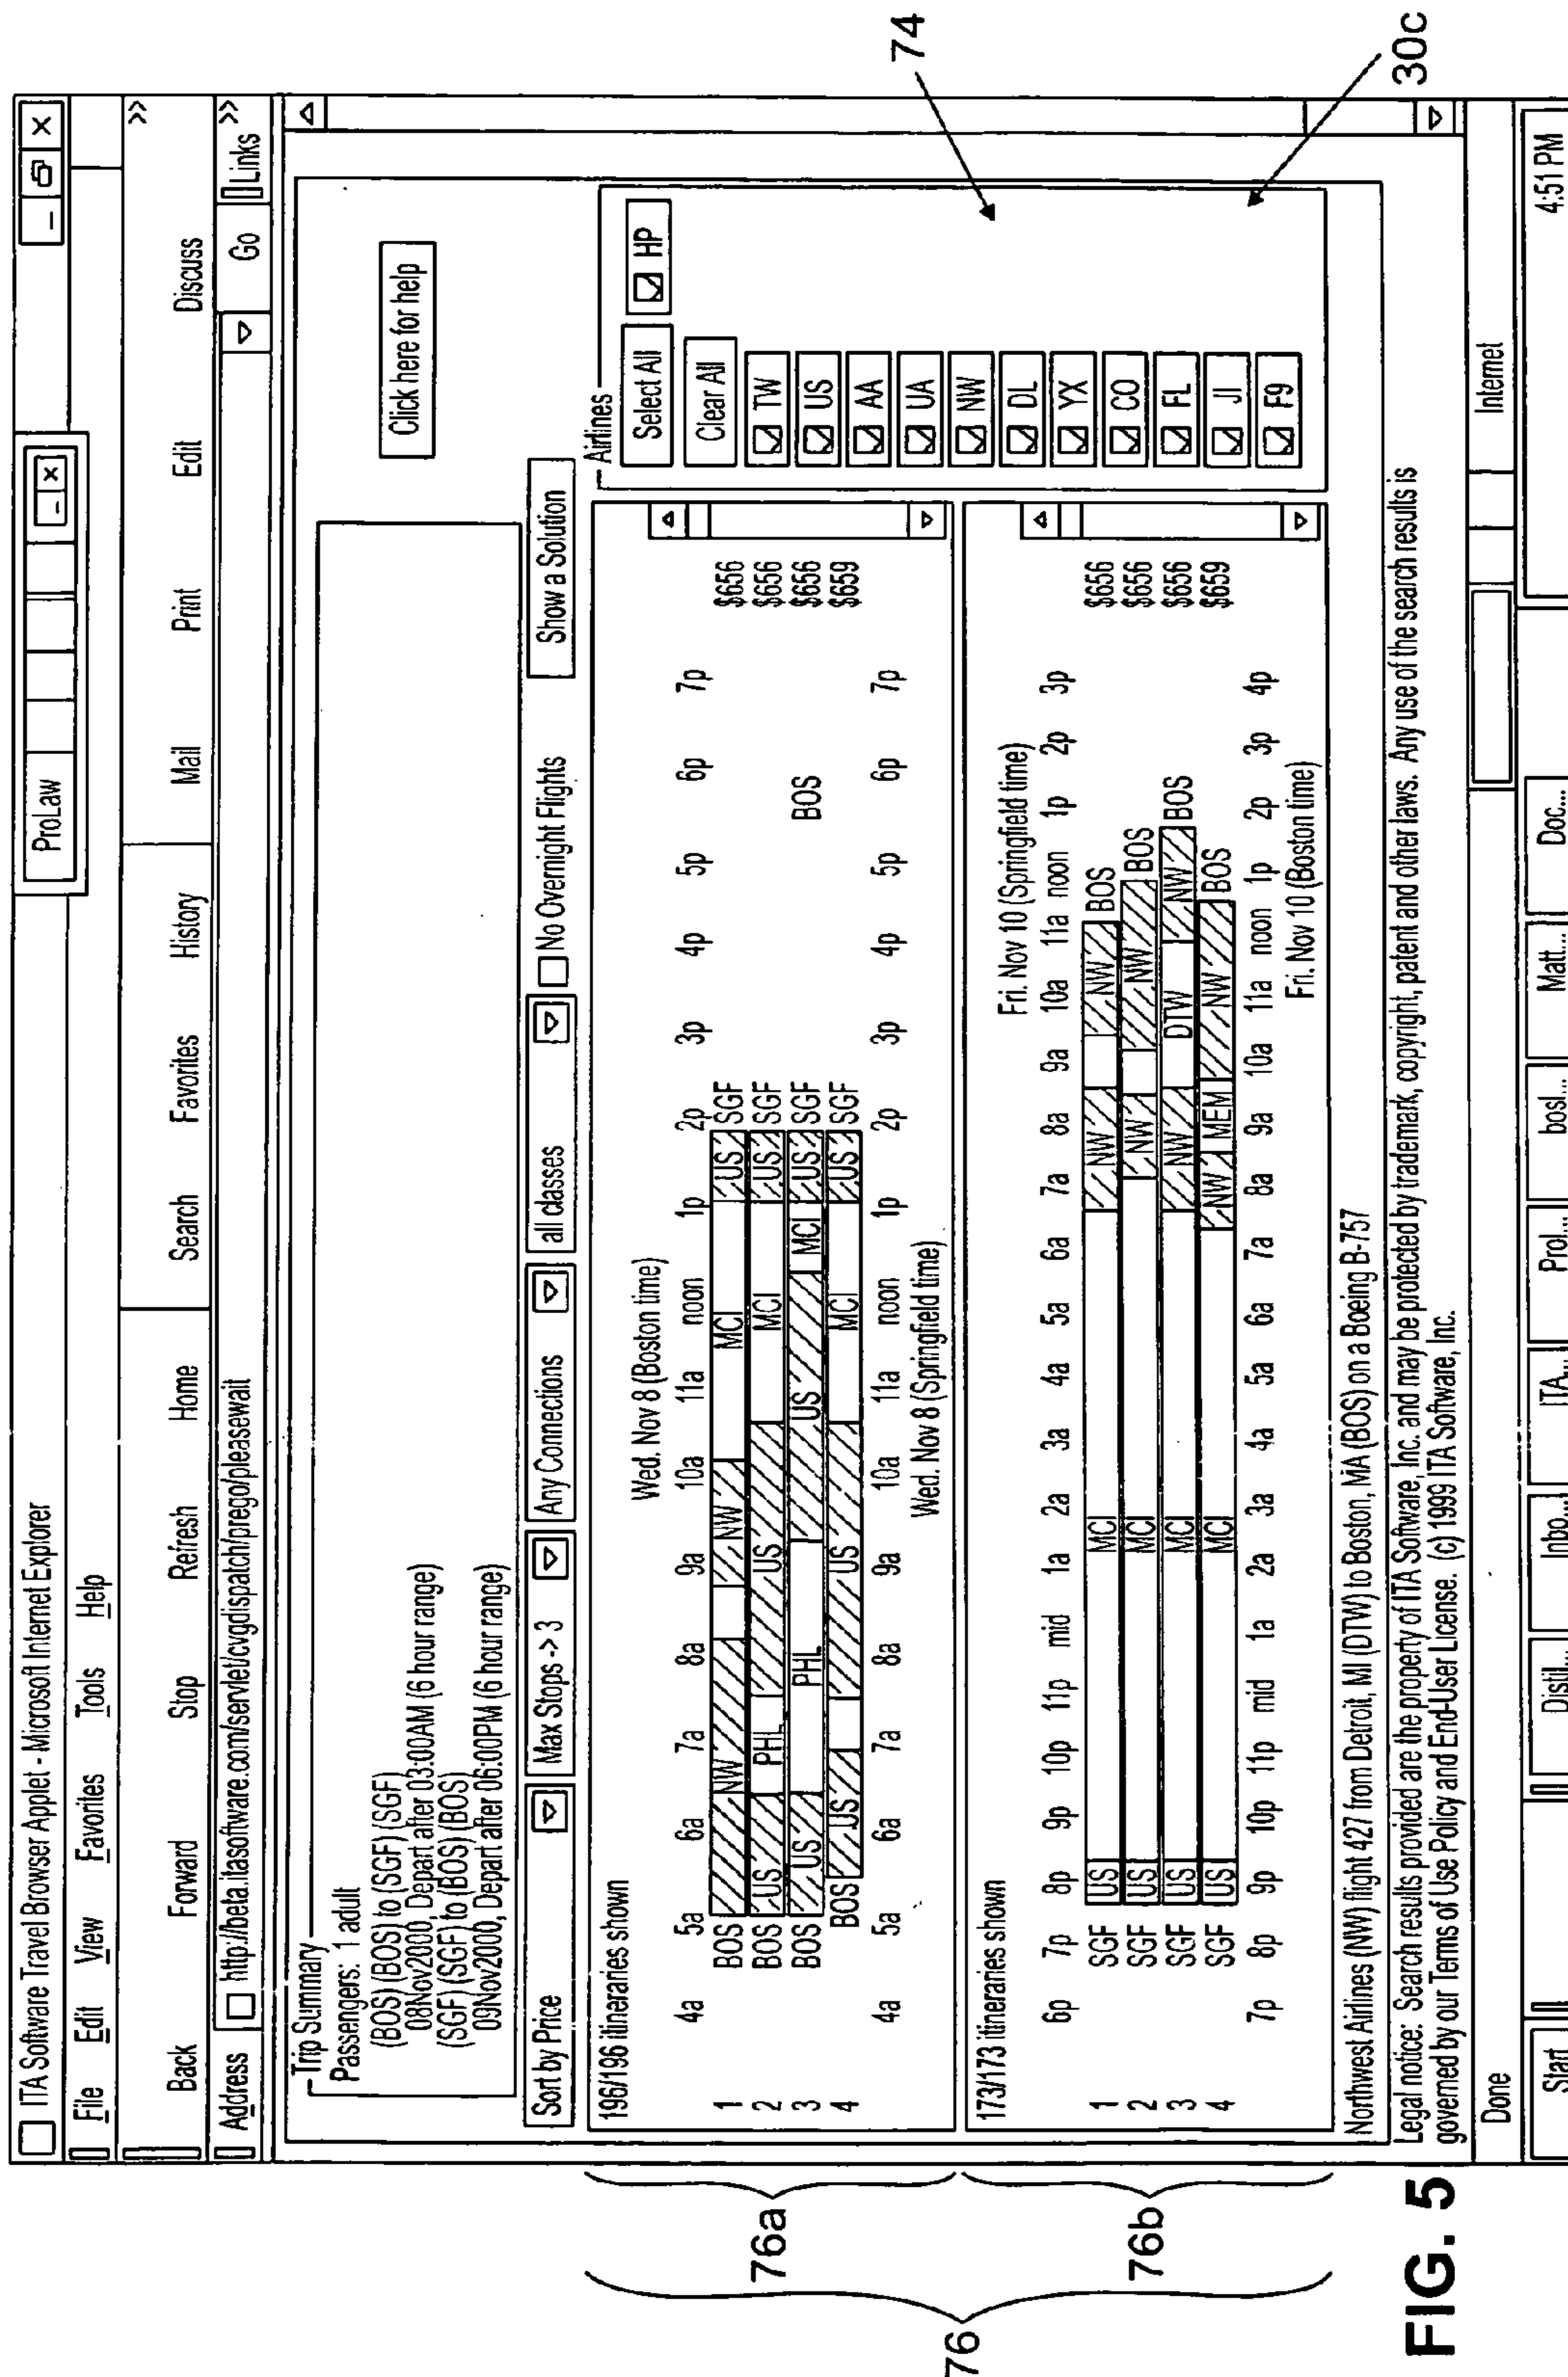 ITA Software Travel Browser Applet - Microsoft Internet Explorer
ProLaw
File Edit View Favorites Tools Help
Back Forward Stop Refresh Home Search Favorites History Mail Print Edit Discuss
Address http://beta.itasoftware.com/servlet/cvgdispatch/prego/pleasewait Go Links
Trip Summary
Passengers: 1 adult
(BOS) (BOS) to (SGF) (SGF)
08Nov2000, Depart after 03:00AM (6 hour range)
(SGF) (SGF) to (BOS) (BOS)
09Nov2000, Depart after 06:00PM (6 hour range)
Click here for help
Sort by Price Max Stops -> 3 Any Connections all classes No Overnight Flights Show a Solution
196/196 itineraries shown
Wed. Nov 8 (Boston time)
4a 5a 6a 7a 8a 9a 10a 11a noon 1p 2p 3p 4p 5p 6p 7p
1 BOS NW NW MCI US SGF $656
2 BOS US PHL US MCI US SGF $656
3 BOS US PHL US MCI US SGF BOS $656
4 BOS US US MCI US SGF $659
4a 5a 6a 7a 8a 9a 10a 11a noon 1p 2p 3p 4p 5p 6p 7p
Wed. Nov 8 (Springfield time)
Airlines
Select All HP
Clear All
TW
US
AA
UA
NW
DL
YX
CO
FL
JI
F9
173/173 itineraries shown
Fri. Nov 10 (Springfield time)
6p 7p 8p 9p 10p 11p mid 1a 2a 3a 4a 5a 6a 7a 8a 9a 10a 11a noon 1p 2p 3p
1 SGF US MCI NW NW BOS $656
2 SGF US MCI NW NW BOS $656
3 SGF US MCI NW DTW NW BOS $656
4 SGF US MCI NW MEM NW BOS $659
7p 8p 9p 10p 11p mid 1a 2a 3a 4a 5a 6a 7a 8a 9a 10a 11a noon 1p 2p 3p 4p
Fri. Nov 10 (Boston time)
Northwest Airlines (NW) flight 427 from Detroit, MI (DTW) to Boston, MA (BOS) on a Boeing B-757
Legal notice: Search results provided are the property of ITA Software, Inc. and may be protected by trademark, copyright, patent and other laws. Any use of the search results is
governed by our Terms of Use Policy and End-User License. (c) 1999 ITA Software, Inc.
Done Internet
Start Distil... Inbo... ITA... Prol... bosl... Matt... Doc... 4:51 PM
76
76a
76b
74
30c
FIG. 5